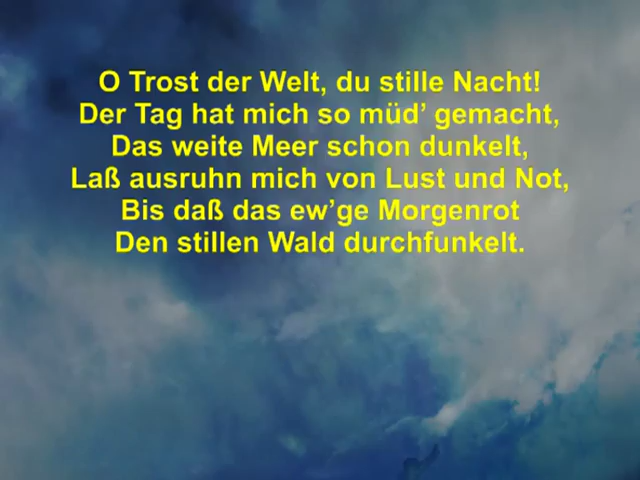 O Trost der Welt, du stille Nacht!
Der Tag hat mich so müd’ gemacht,
Das weite Meer schon dunkelt,
Laß ausruhn mich von Lust und Not,
Bis daß das ew’ge Morgenrot
Den stillen Wald durchfunkelt.